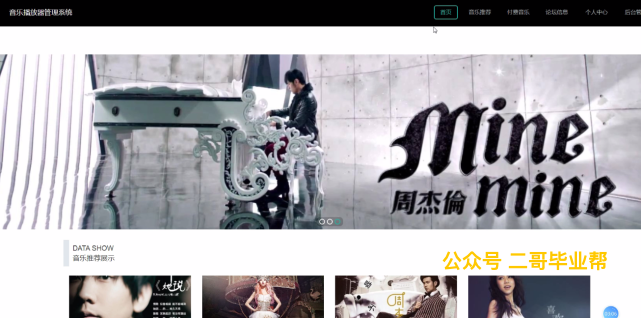 音乐播放器管理系统
首页 音乐推荐 付费音乐 论坛信息 个人中心 后台管
Mine
mine
周杰倫
DATA SHOW
音乐推荐展示
公众号 二哥毕业帮
她说